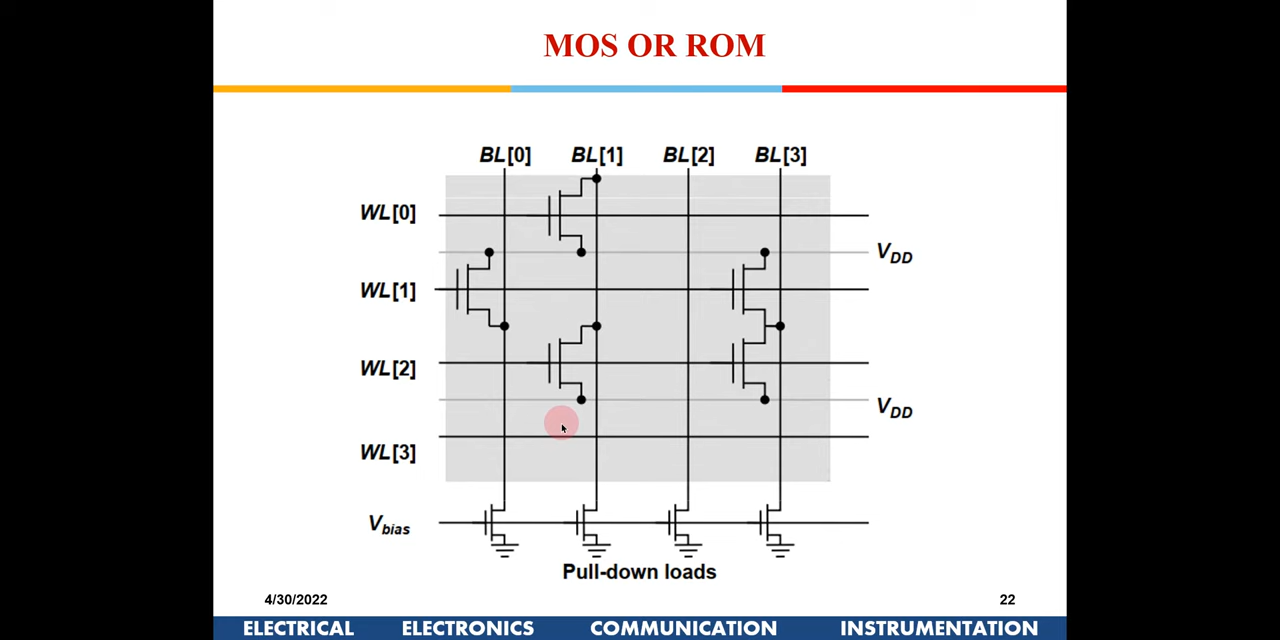 MOS OR ROM
BL[0] BL[1] BL[2] BL[3]
WL[0]
VDD
WL[1]
WL[2]
VDD
WL[3]
Vbias
Pull-down loads
4/30/2022 22
ELECTRICAL ELECTRONICS COMMUNICATION INSTRUMENTATION